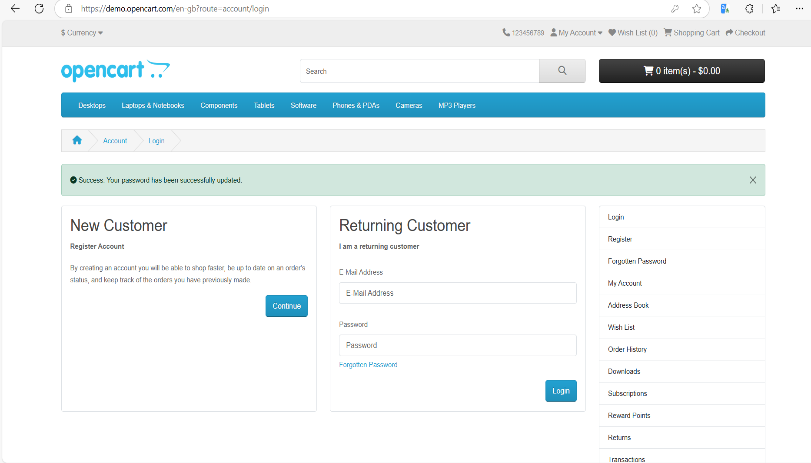 https://demo.opencart.com/en-gb?route=account/login
$ Currency
123456789 My Account Wish List (0) Shopping Cart Checkout
opencart
Search
0 item(s) - $0.00
Desktops Laptops & Notebooks Components Tablets Software Phones & PDAs Cameras MP3 Players
Account Login
Success: Your password has been successfully updated.
New Customer
Register Account
By creating an account you will be able to shop faster, be up to date on an order's
status, and keep track of the orders you have previously made.
Continue
Returning Customer
I am a returning customer
E-Mail Address
E-Mail Address
Password
Password
Forgotten Password
Login
Login
Register
Forgotten Password
My Account
Address Book
Wish List
Order History
Downloads
Subscriptions
Reward Points
Returns
Transactions